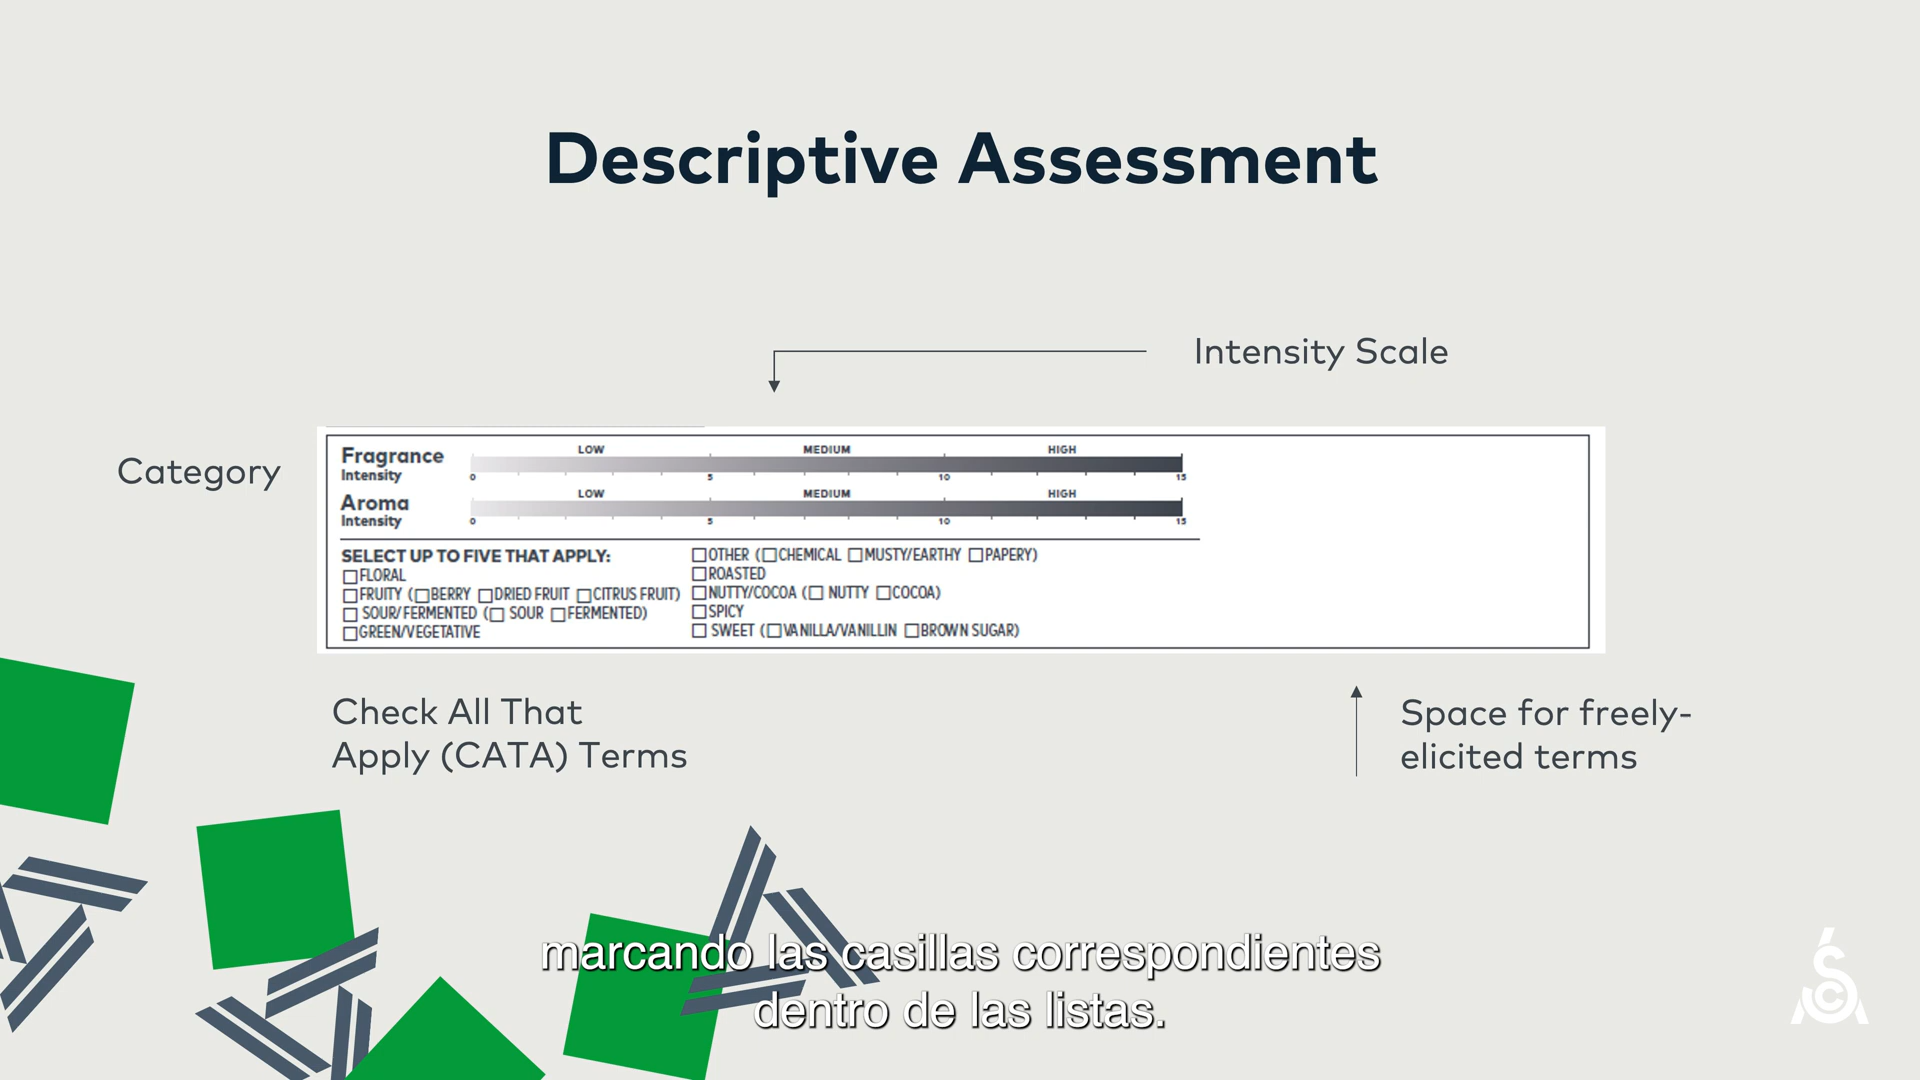 Descriptive Assessment
Intensity Scale
Category
Fragrance
Intensity
LOW MEDIUM HIGH
0 5 10 15
Aroma
Intensity
LOW MEDIUM HIGH
0 5 10 15
SELECT UP TO FIVE THAT APPLY:
☐FLORAL
☐FRUITY (☐BERRY ☐DRIED FRUIT ☐CITRUS FRUIT)
☐ SOUR/FERMENTED (☐ SOUR ☐FERMENTED)
☐GREEN/VEGETATIVE
☐OTHER (☐CHEMICAL ☐MUSTY/EARTHY ☐PAPERY)
☐ROASTED
☐NUTTY/COCOA (☐ NUTTY ☐COCOA)
☐SPICY
☐ SWEET (☐VANILLA/VANILLIN ☐BROWN SUGAR)
Check All That
Apply (CATA) Terms
Space for freely-
elicited terms
marcando las casillas correspondientes
dentro de las listas.
SCA